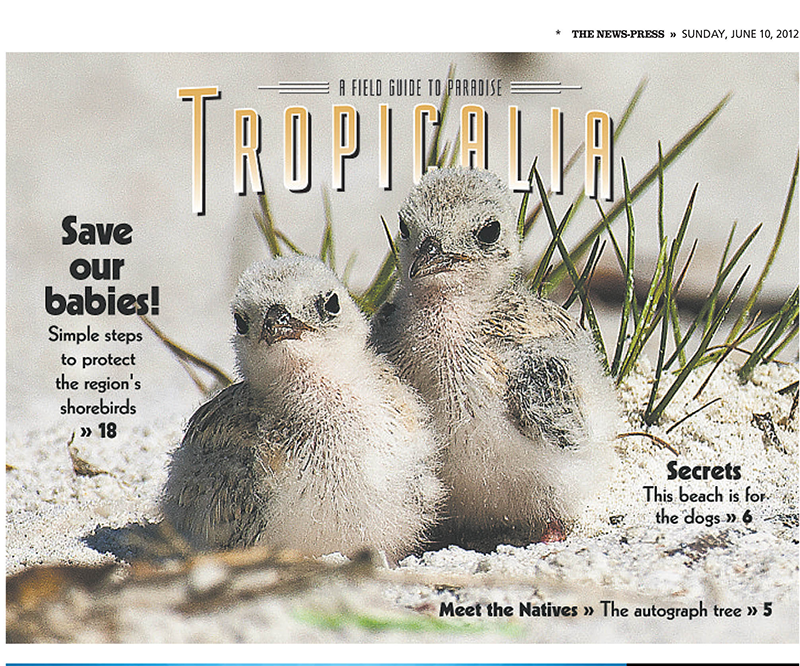 * THE NEWS-PRESS » SUNDAY, JUNE 10, 2012
A FIELD GUIDE TO PARADISE
TROPICALIA
Save
our
babies!
Simple steps
to protect
the region's
shorebirds
» 18
Secrets
This beach is for
the dogs » 6
Meet the Natives » The autograph tree » 5